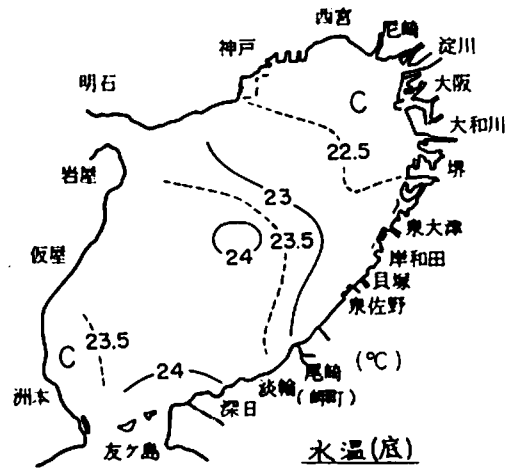 西宮
尼崎
神戸
淀川
明石
大阪
C
大和川
22.5
堺
岩屋
23
泉大津
23.5
仮屋
24
岸和田
貝塚
泉佐野
23.5
C
(℃)
24
尾崎
淡輪
(岬町)
洲本
深日
友ケ島
水温(底)